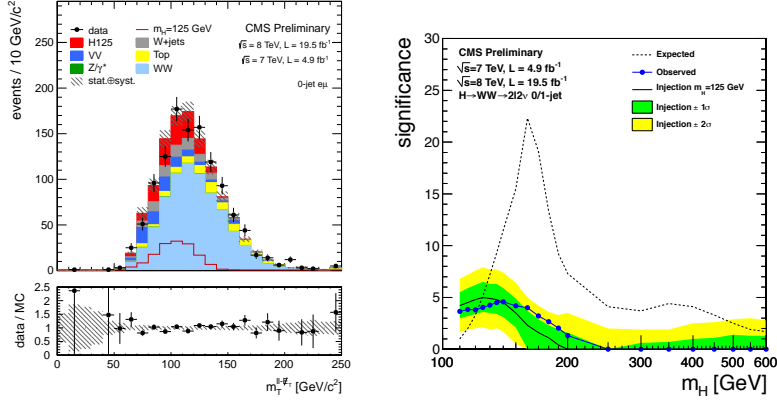 events / 10 GeV/c²
250
200
150
100
50
0
data
H125
VV
Z/γ*
stat.⊕syst.
m_H=125 GeV
W+jets
Top
WW
CMS Preliminary
√s = 8 TeV, L = 19.5 fb⁻¹
√s = 7 TeV, L = 4.9 fb⁻¹
0-jet eμ
data / MC
2.5
2
1.5
1
0.5
0
0 50 100 150 200 250
m_T^{ll-E̸_T} [GeV/c²]
significance
30
25
20
15
10
5
0
CMS Preliminary
√s=7 TeV, L = 4.9 fb⁻¹
√s=8 TeV, L = 19.5 fb⁻¹
H→WW→2l2ν 0/1-jet
Expected
Observed
Injection m_H=125 GeV
Injection ± 1σ
Injection ± 2σ
100 200 300 400 500 600
m_H [GeV]